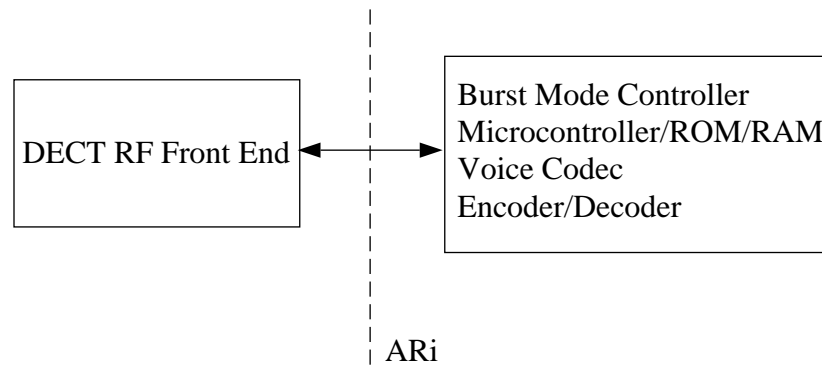 DECT RF Front End
Burst Mode Controller
Microcontroller/ROM/RAM
Voice Codec
Encoder/Decoder
ARi